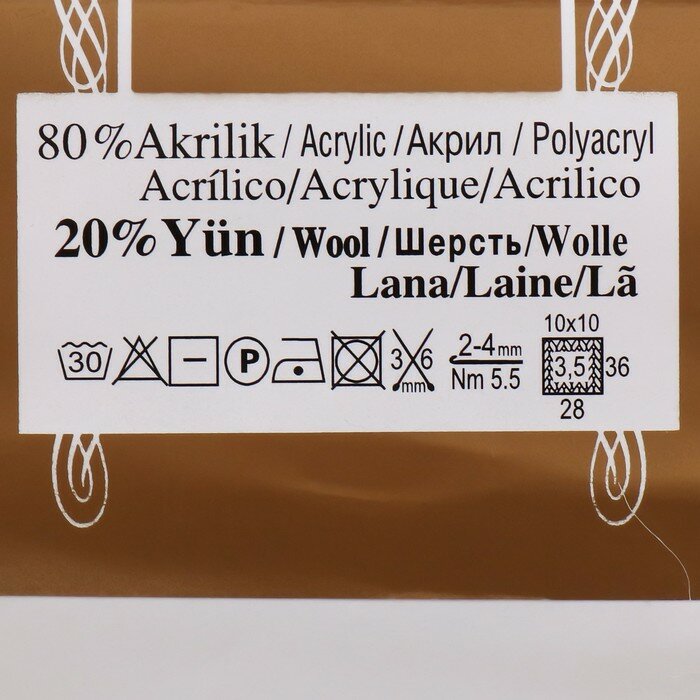 80%Akrilik / Acrylic / Акрил / Polyacryl
Acrílico/Acrylique/Acrilico
20% Yün / Wool / Шерсть/Wolle
Lana/Laine/Lã
30 P 3 6 mm 2-4mm Nm 5.5 10x10 3,5 36 28